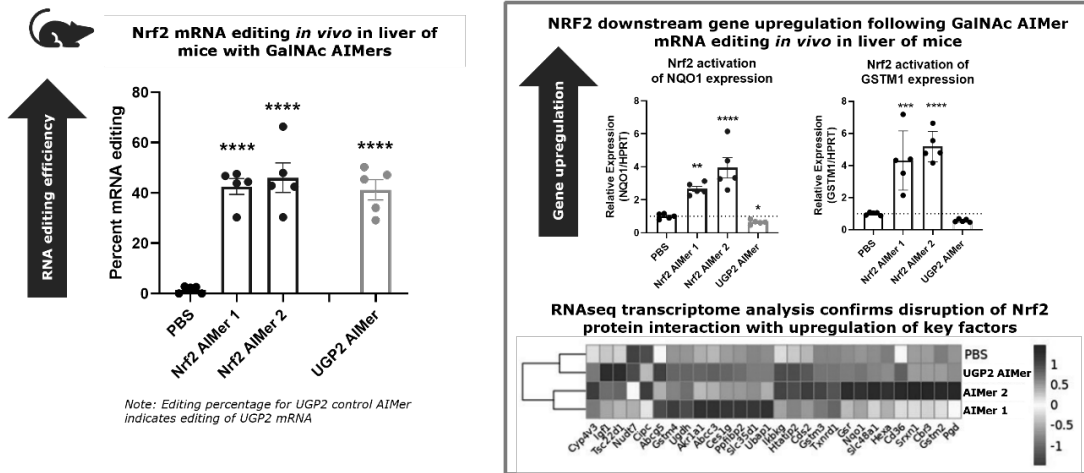 Nrf2 mRNA editing in vivo in liver of
mice with GalNAc AIMers
RNA editing efficiency
Percent mRNA editing
80
60
40
20
0
****
****
****
PBS
Nrf2 AIMer 1
Nrf2 AIMer 2
UGP2 AIMer
Note: Editing percentage for UGP2 control AIMer
indicates editing of UGP2 mRNA
NRF2 downstream gene upregulation following GalNAc AIMer
mRNA editing in vivo in liver of mice
Gene upregulation
Nrf2 activation
of NQO1 expression
Relative Expression
(NQO1/HPRT)
8
6
4
2
0
**
****
*
PBS
Nrf2 AIMer 1
Nrf2 AIMer 2
UGP2 AIMer
Nrf2 activation of
GSTM1 expression
Relative Expression
(GSTM1/HPRT)
8
6
4
2
0
***
****
PBS
Nrf2 AIMer 1
Nrf2 AIMer 2
UGP2 AIMer
RNAseq transcriptome analysis confirms disruption of Nrf2
protein interaction with upregulation of key factors
PBS
UGP2 AIMer
AIMer 2
AIMer 1
1
0.5
0
-0.5
-1
Cyp4v3
Igf1
Tsc22d1
Nudt7
Cipc
Abcg5
Gstm4
Ugdh
Akr1a1
Abcc3
Ces1g
Pphbp2
Slc35d1
Ubap1
Ikbkg
Htatip2
Cds2
Gstm3
Txnrd1
Gsr
Nqo1
Slc48a1
Hexa
Cd36
Srxn1
Cbr3
Gstm2
Pgd